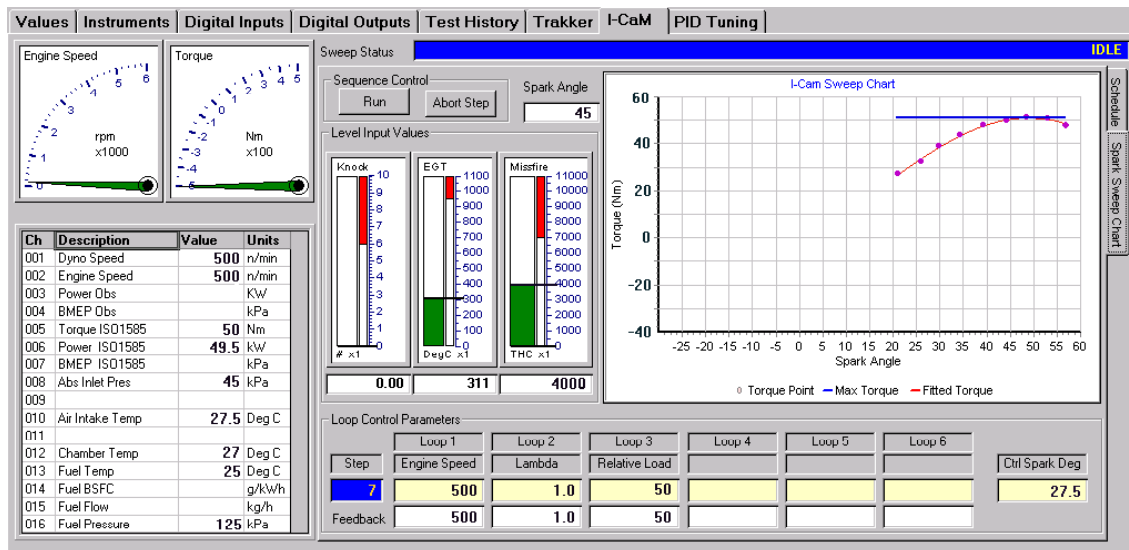 Values Instruments Digital Inputs Digital Outputs Test History Trakker I-CaM PID Tuning
Engine Speed
0 1 2 3 4 5 6
rpm
x1000
Torque
-5 -4 -3 -2 -1 0 1 2 3 4 5
Nm
x100
Sweep Status IDLE
Sequence Control
Run Abort Step
Spark Angle
45
Level Input Values
Knock
10
9
8
7
6
5
4
3
2
1
0
# x1
0.00
EGT
1100
1000
900
800
700
600
500
400
300
200
100
0
DegC x1
311
Missfire
11000
10000
9000
8000
7000
6000
5000
4000
3000
2000
1000
0
THC x1
4000
I-Cam Sweep Chart
Torque (Nm)
60
40
20
0
-20
-40
-25 -20 -15 -10 -5 0 5 10 15 20 25 30 35 40 45 50 55 60
Spark Angle
Torque Point Max Torque Fitted Torque
Schedule
Spark Sweep Chart
Ch Description Value Units
001 Dyno Speed 500 n/min
002 Engine Speed 500 n/min
003 Power Obs KW
004 BMEP Obs kPa
005 Torque ISO1585 50 Nm
006 Power ISO1585 49.5 kW
007 BMEP ISO1585 kPa
008 Abs Inlet Pres 45 kPa
009
010 Air Intake Temp 27.5 Deg C
011
012 Chamber Temp 27 Deg C
013 Fuel Temp 25 Deg C
014 Fuel BSFC g/kWh
015 Fuel Flow kg/h
016 Fuel Pressure 125 kPa
Loop Control Parameters
Loop 1 Loop 2 Loop 3 Loop 4 Loop 5 Loop 6
Step Engine Speed Lambda Relative Load Ctrl Spark Deg
7 500 1.0 50 27.5
Feedback 500 1.0 50